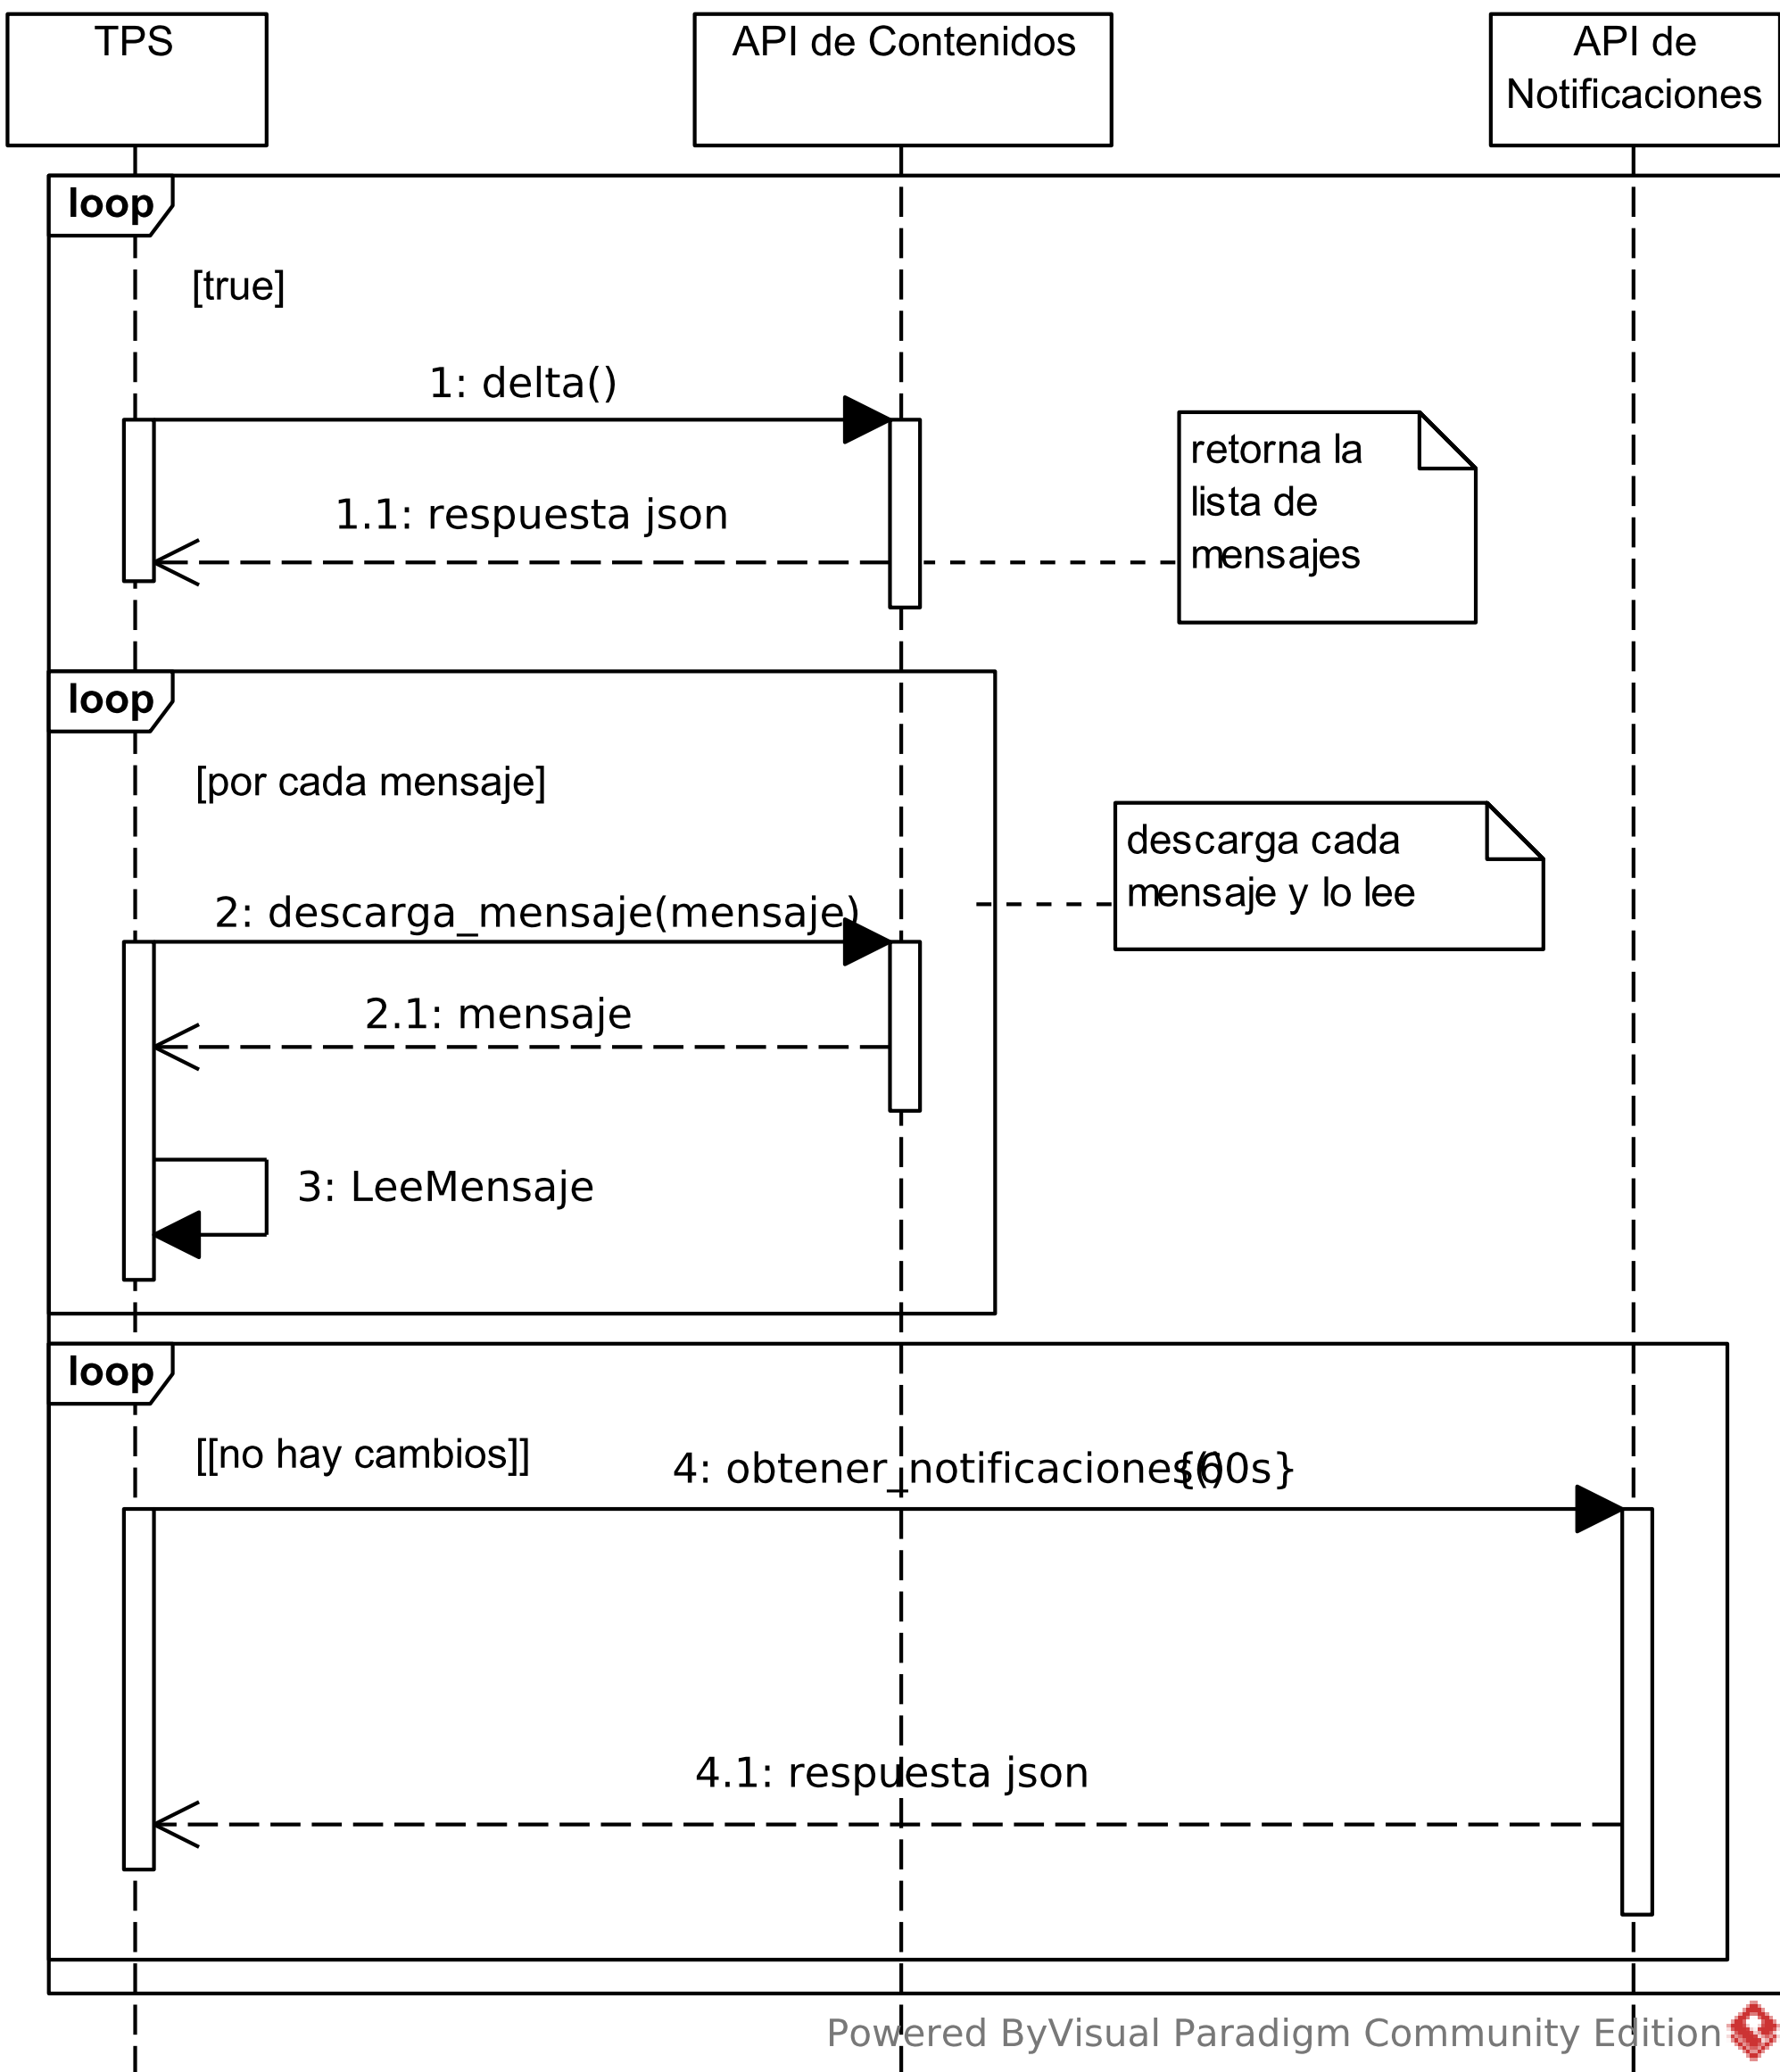 TPS
API de Contenidos
API de
Notificaciones
loop
[true]
1: delta()
retorna la
lista de
mensajes
1.1: respuesta json
loop
[por cada mensaje]
descarga cada
mensaje y lo lee
2: descarga_mensaje(mensaje)
2.1: mensaje
3: LeeMensaje
loop
[[no hay cambios]]
4: obtener_notificaciones()
{60s}
4.1: respuesta json
Powered ByVisual Paradigm Community Edition